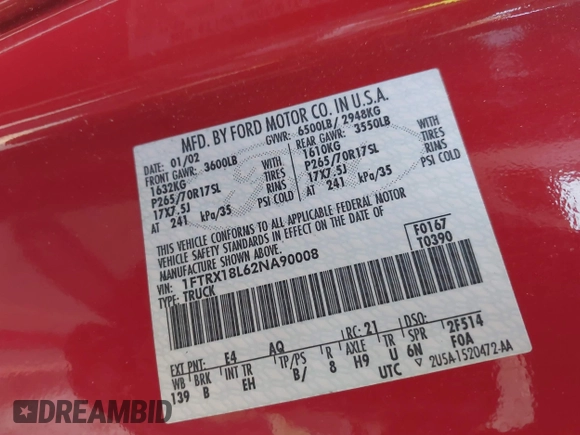 MFD. BY FORD MOTOR CO. IN U.S.A.
DATE: 01/02 GVWR: 6500LB/ 2948KG
FRONT GAWR: 3600LB REAR GAWR: 3550LB
1632KG WITH 1610KG WITH
P265/70R17SL TIRES P265/70R17SL TIRES
17X7.5J RIMS 17X7.5J RIMS
AT 241 kPa/35 PSI COLD AT 241 kPa/35 PSI COLD
THIS VEHICLE CONFORMS TO ALL APPLICABLE FEDERAL MOTOR
VEHICLE SAFETY STANDARDS IN EFFECT ON THE DATE OF
MANUFACTURE SHOWN ABOVE.
VIN: 1FTRX18L62NA90008 F0167
TYPE: TRUCK T0390
EXT PNT: E4 AQ RC: 21 DSO:
WB BRK INT TR TP/PS R AXLE TR SPR 2F514
139 B EH B/ 8 H9 U 6N F0A
UTC 2U5A-1520472-AA
DREAMBID